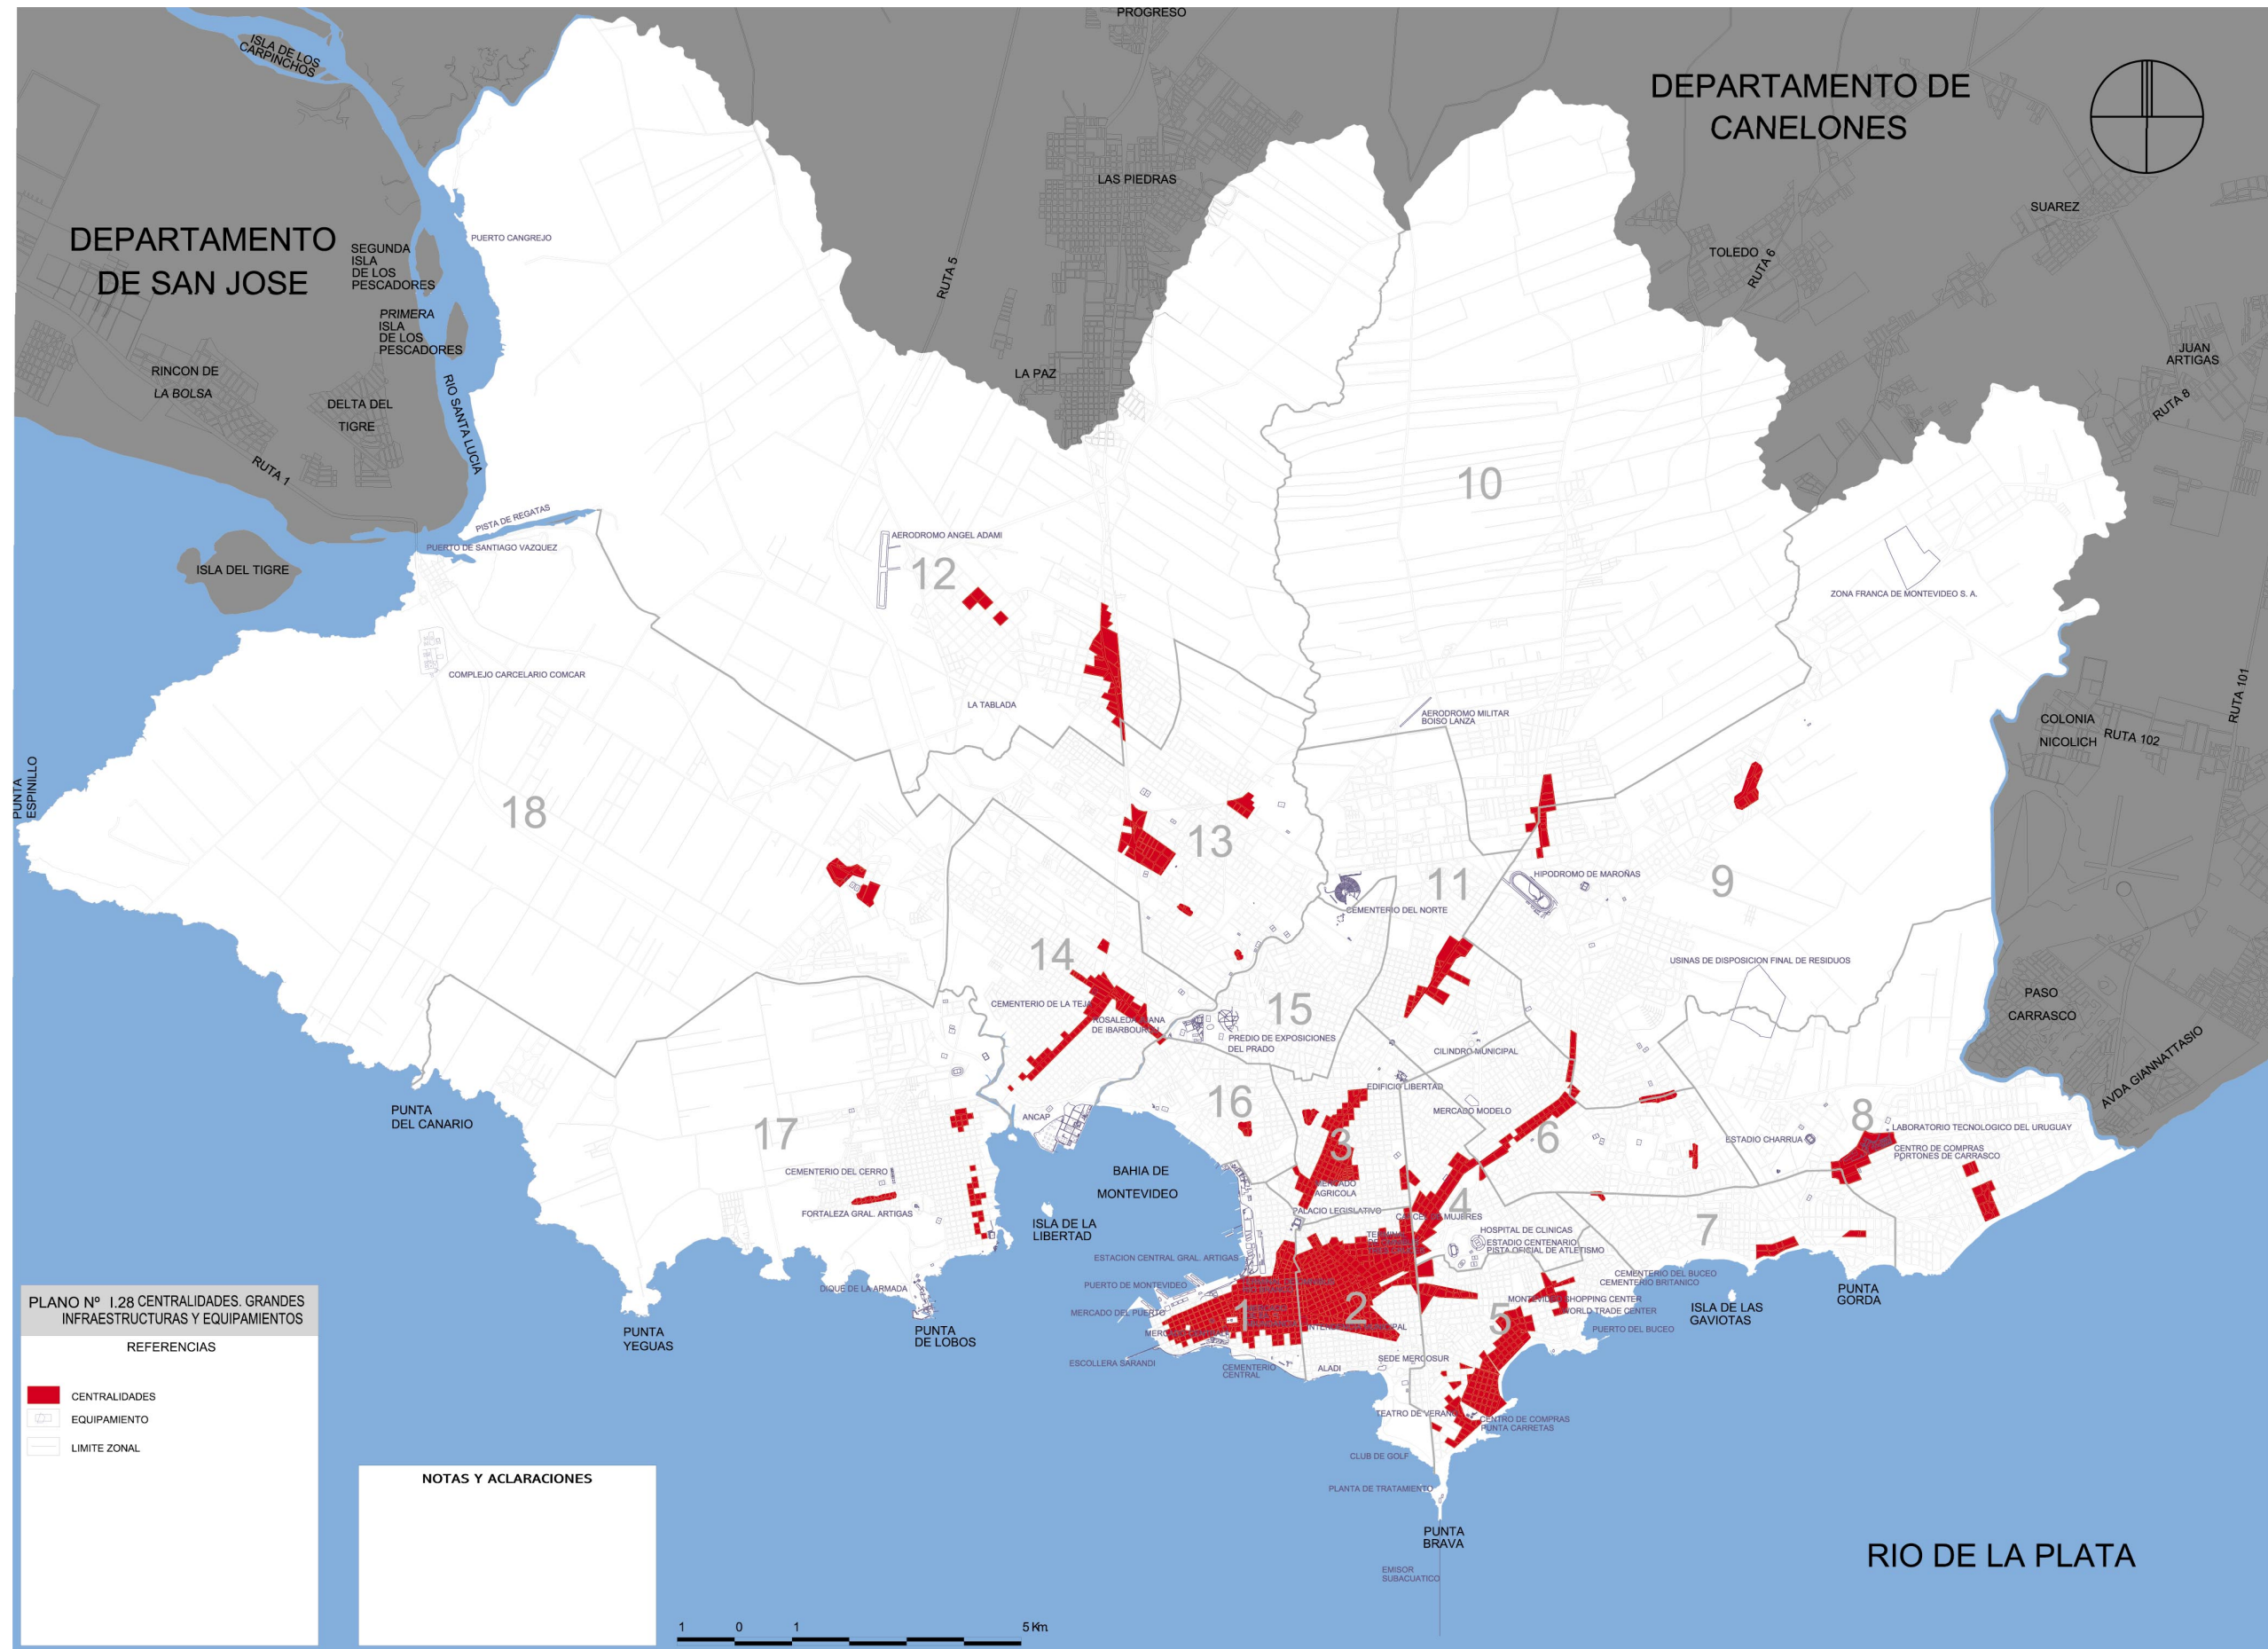 PROGRESO
ISLA DE LOS
CARPINCHOS
DEPARTAMENTO DE
CANELONES
LAS PIEDRAS
SUAREZ
DEPARTAMENTO
DE SAN JOSE
PUERTO CANGREJO
SEGUNDA
ISLA
DE LOS
PESCADORES
TOLEDO
RUTA 6
RUTA 5
PRIMERA
ISLA
DE LOS
PESCADORES
JUAN
ARTIGAS
RUTA 8
RINCON DE
LA BOLSA
LA PAZ
DELTA DEL
TIGRE
RIO SANTA LUCIA
RUTA 1
10
PISTA DE REGATAS
PUERTO DE SANTIAGO VAZQUEZ
AERODROMO ANGEL ADAMI
ISLA DEL TIGRE
12
ZONA FRANCA DE MONTEVIDEO S. A.
COMPLEJO CARCELARIO COMCAR
LA TABLADA
AERODROMO MILITAR
BOISO LANZA
RUTA 101
COLONIA
NICOLICH
RUTA 102
PUNTA
ESPINILLO
18
13
11
HIPODROMO DE MAROÑAS
9
CEMENTERIO DEL NORTE
14
USINAS DE DISPOSICION FINAL DE RESIDUOS
CEMENTERIO DE LA TEJA
15
PASO
CARRASCO
PREDIO DE EXPOSICIONES
DEL PRADO
CILINDRO MUNICIPAL
AVDA GIANNATTASIO
EDIFICIO LIBERTAD
PUNTA
DEL CANARIO
17
ANCAP
16
MERCADO MODELO
6
8
LABORATORIO TECNOLOGICO DEL URUGUAY
ESTADIO CHARRUA
CENTRO DE COMPRAS
PORTONES DE CARRASCO
3
CEMENTERIO DEL CERRO
BAHIA DE
MONTEVIDEO
MERCADO
AGRICOLA
4
FORTALEZA GRAL. ARTIGAS
ISLA DE LA
LIBERTAD
PALACIO LEGISLATIVO
CARCEL DE MUJERES
7
HOSPITAL DE CLINICAS
ESTADIO CENTENARIO
PISTA OFICIAL DE ATLETISMO
ESTACION CENTRAL GRAL. ARTIGAS
CEMENTERIO DEL BUCEO
CEMENTERIO BRITANICO
PUERTO DE MONTEVIDEO
DIQUE DE LA ARMADA
PUNTA
GORDA
MONTEVIDEO SHOPPING CENTER
WORLD TRADE CENTER
ISLA DE LAS
GAVIOTAS
MERCADO DEL PUERTO
1
2
5
PUERTO DEL BUCEO
PUNTA
YEGUAS
PUNTA
DE LOBOS
ESCOLLERA SARANDI
CEMENTERIO
CENTRAL
ALADI
SEDE MERCOSUR
TEATRO DE VERANO
CENTRO DE COMPRAS
PUNTA CARRETAS
CLUB DE GOLF
PLANTA DE TRATAMIENTO
PUNTA
BRAVA
EMISOR
SUBACUATICO
RIO DE LA PLATA
PLANO Nº I.28 CENTRALIDADES. GRANDES
INFRAESTRUCTURAS Y EQUIPAMIENTOS
REFERENCIAS
CENTRALIDADES
EQUIPAMIENTO
LIMITE ZONAL
NOTAS Y ACLARACIONES
1 0 1 5 Km